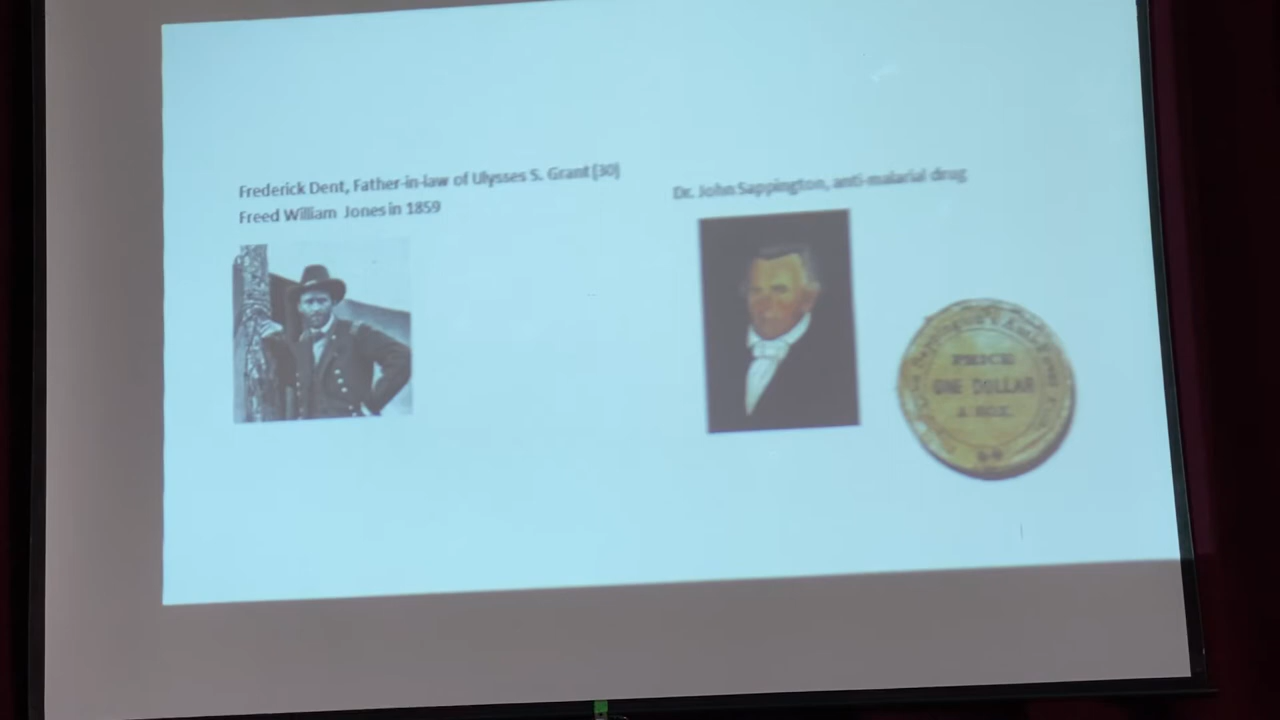 Frederick Dent, Father-in-law of Ulysses S. Grant (30)
Freed William Jones in 1859
Dr. John Sappington, anti-malarial drug
PRICE
ONE DOLLAR
A BOX.